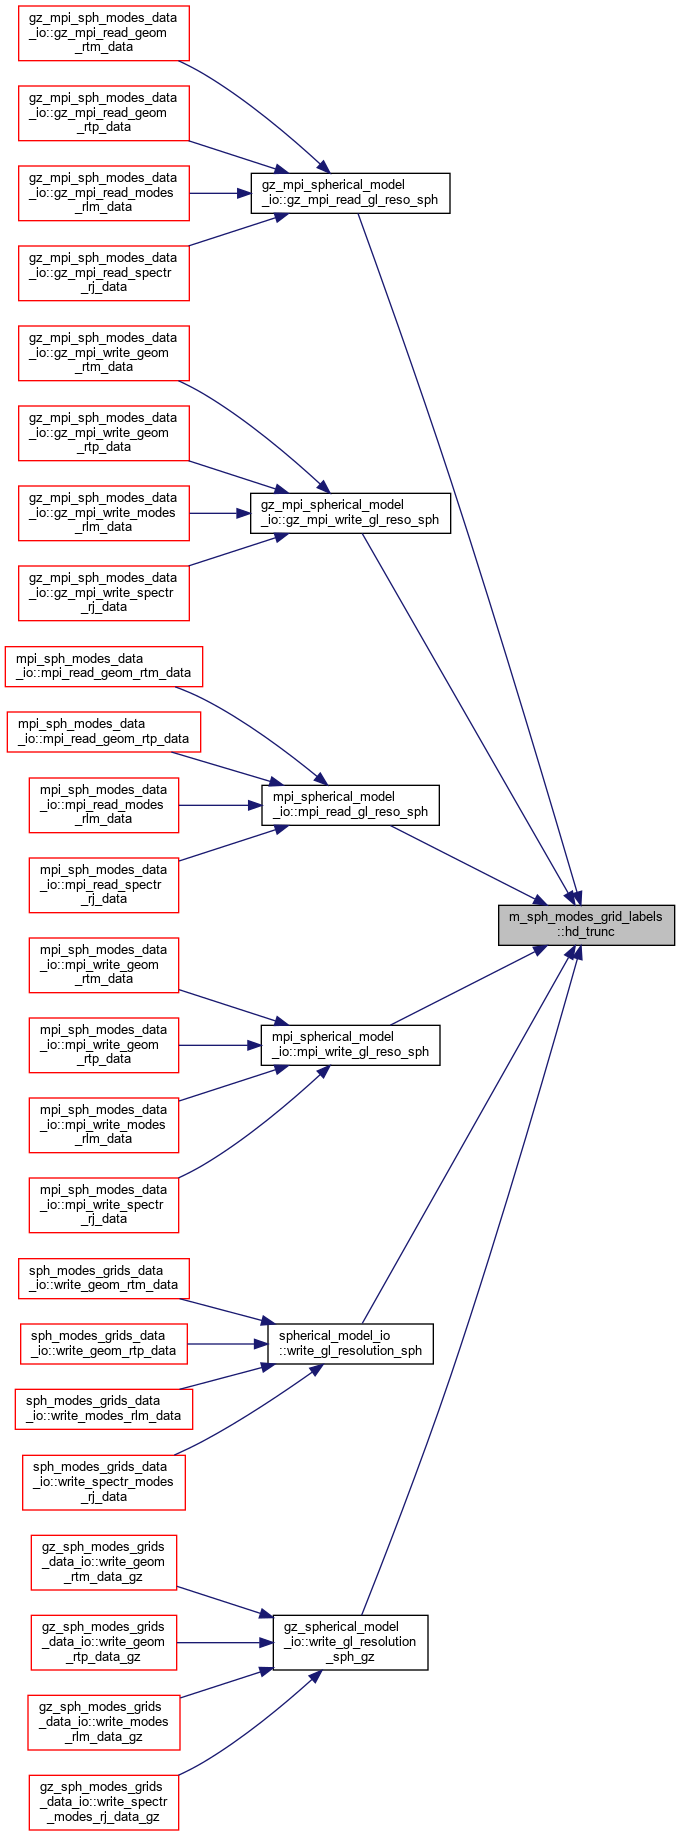 gz_mpi_sph_modes_data
_io::gz_mpi_read_geom
_rtm_data
gz_mpi_sph_modes_data
_io::gz_mpi_read_geom
_rtp_data
gz_mpi_sph_modes_data
_io::gz_mpi_read_modes
_rlm_data
gz_mpi_sph_modes_data
_io::gz_mpi_read_spectr
_rj_data
gz_mpi_spherical_model
_io::gz_mpi_read_gl_reso_sph
gz_mpi_sph_modes_data
_io::gz_mpi_write_geom
_rtm_data
gz_mpi_sph_modes_data
_io::gz_mpi_write_geom
_rtp_data
gz_mpi_sph_modes_data
_io::gz_mpi_write_modes
_rlm_data
gz_mpi_sph_modes_data
_io::gz_mpi_write_spectr
_rj_data
gz_mpi_spherical_model
_io::gz_mpi_write_gl_reso_sph
mpi_sph_modes_data
_io::mpi_read_geom_rtm_data
mpi_sph_modes_data
_io::mpi_read_geom_rtp_data
mpi_sph_modes_data
_io::mpi_read_modes
_rlm_data
mpi_sph_modes_data
_io::mpi_read_spectr
_rj_data
mpi_spherical_model
_io::mpi_read_gl_reso_sph
m_sph_modes_grid_labels
::hd_trunc
mpi_sph_modes_data
_io::mpi_write_geom
_rtm_data
mpi_sph_modes_data
_io::mpi_write_geom
_rtp_data
mpi_sph_modes_data
_io::mpi_write_modes
_rlm_data
mpi_sph_modes_data
_io::mpi_write_spectr
_rj_data
mpi_spherical_model
_io::mpi_write_gl_reso_sph
sph_modes_grids_data
_io::write_geom_rtm_data
sph_modes_grids_data
_io::write_geom_rtp_data
sph_modes_grids_data
_io::write_modes_rlm_data
sph_modes_grids_data
_io::write_spectr_modes
_rj_data
spherical_model_io
::write_gl_resolution_sph
gz_sph_modes_grids
_data_io::write_geom
_rtm_data_gz
gz_sph_modes_grids
_data_io::write_geom
_rtp_data_gz
gz_sph_modes_grids
_data_io::write_modes
_rlm_data_gz
gz_sph_modes_grids
_data_io::write_spectr
_modes_rj_data_gz
gz_spherical_model
_io::write_gl_resolution
_sph_gz